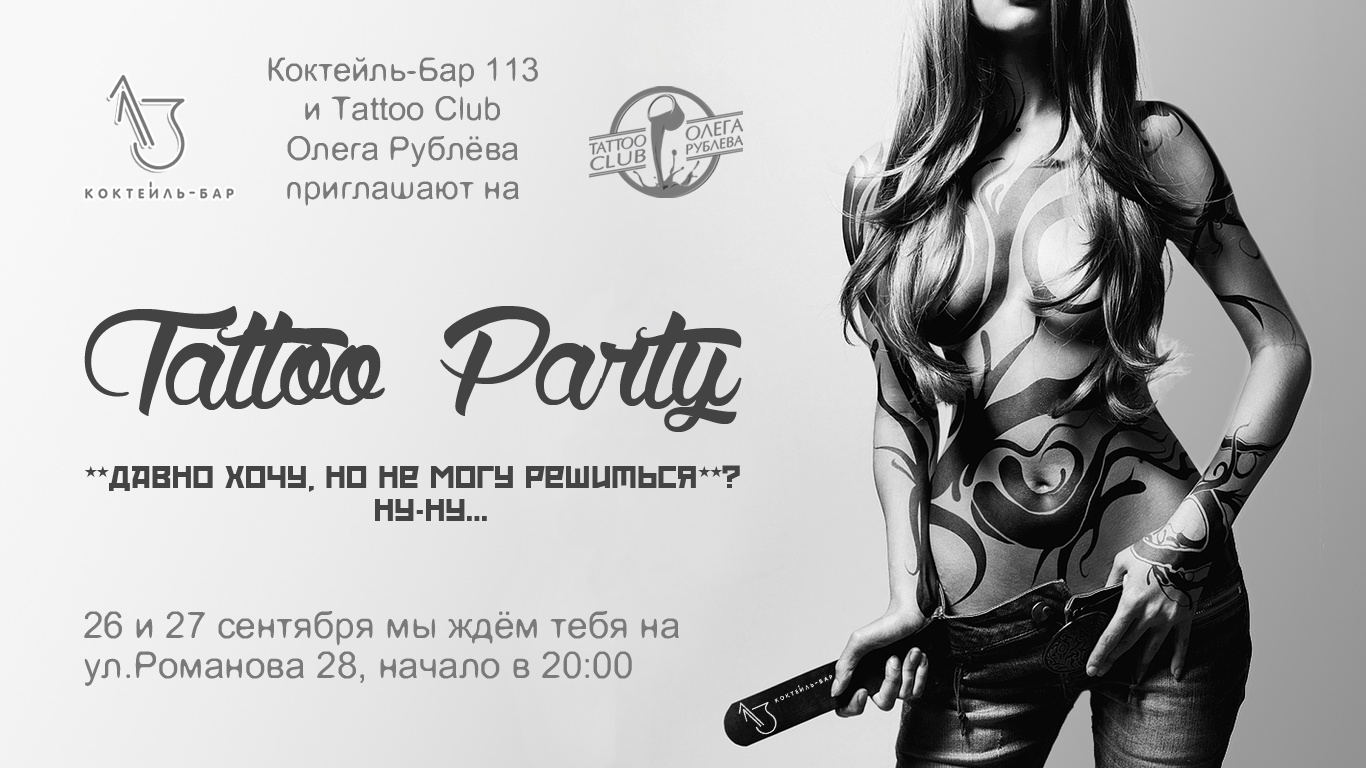 Коктейль-Бар 113
и Tattoo Club
Олега Рублёва
приглашают на
113
КОКТЕЙЛЬ-БАР
TATTOO CLUB
ОЛЕГА РУБЛЕВА
Tattoo Party
**ДАВНО ХОЧУ, НО НЕ МОГУ РЕШИТЬСЯ**?
НУ-НУ...
26 и 27 сентября мы ждём тебя на
ул.Романова 28, начало в 20:00
113
КОКТЕЙЛЬ-БАР